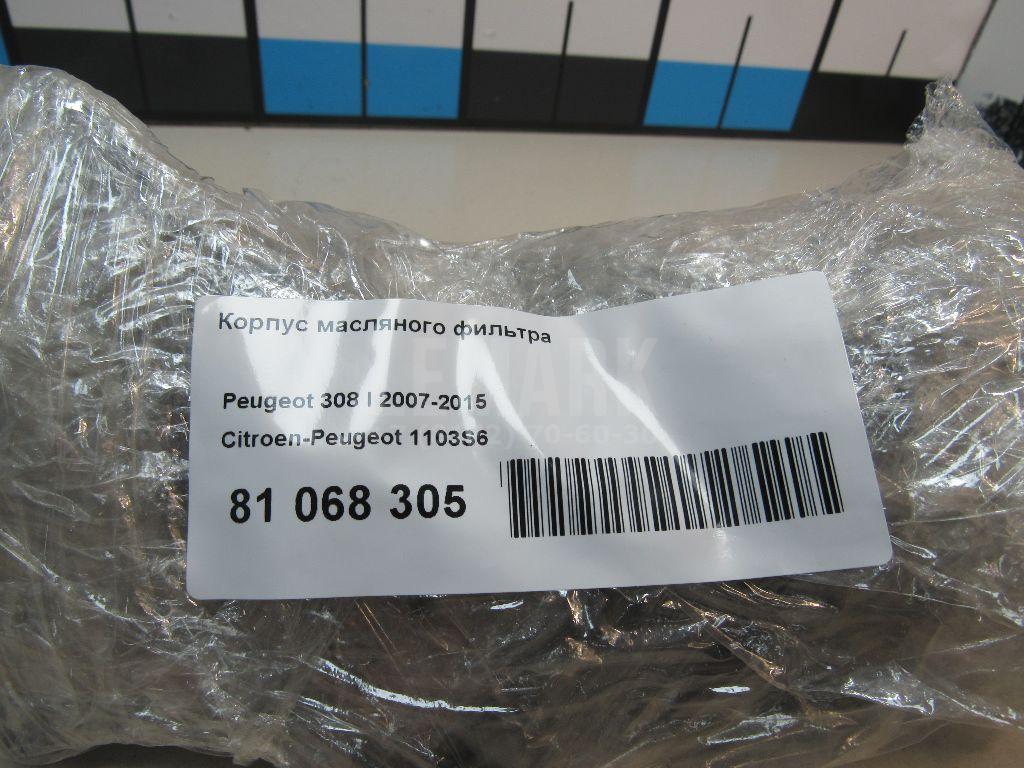 Корпус масляного фильтра
Peugeot 308 I 2007-2015
Citroen-Peugeot 1103S6
81 068 305